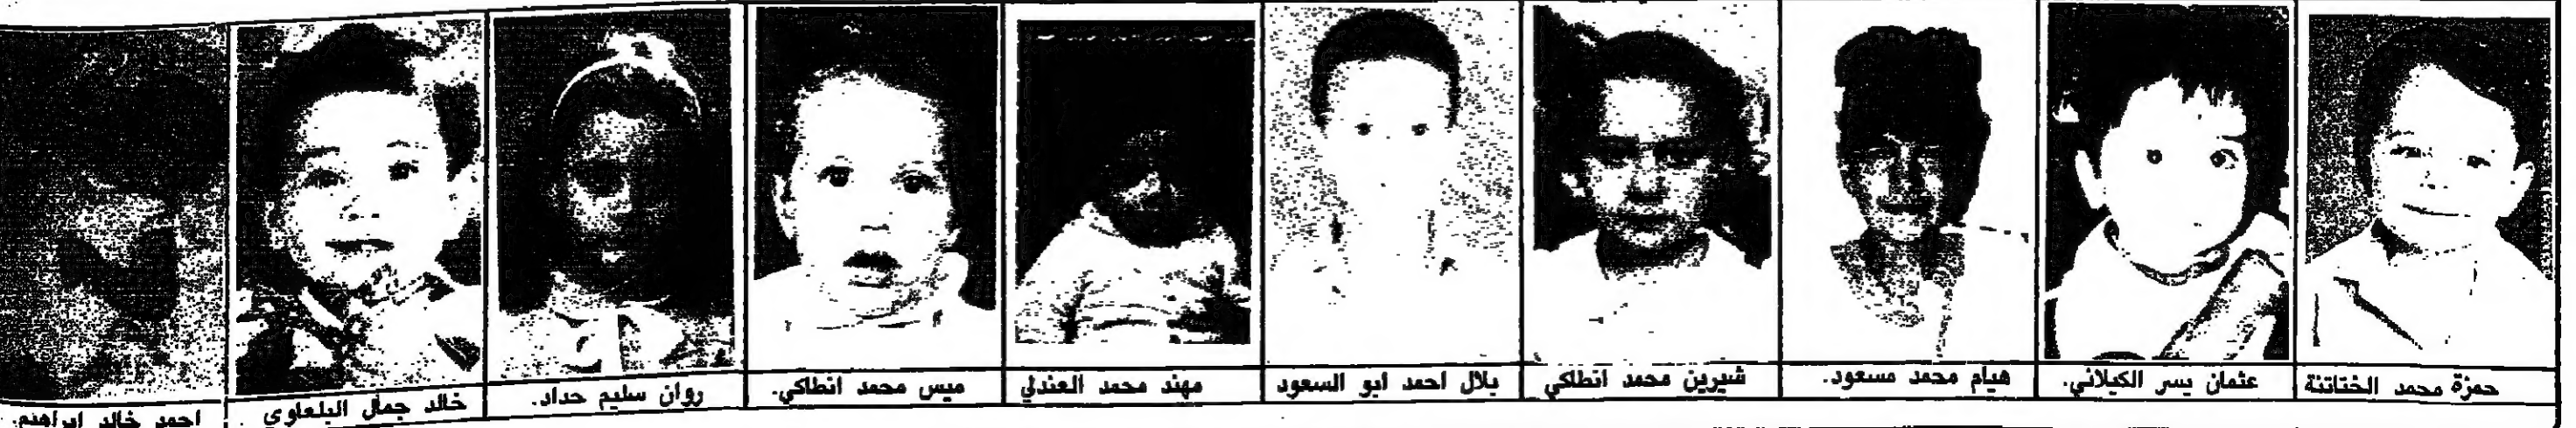 حمزة محمد الختاتنة
عثمان يسر الكيلاني.
هيام محمد مسعود.
شيرين محمد انطاكي
بلال احمد ابو السعود
مهند محمد العندلي
ميس محمد انطاكي.
روان سليم حداد.
خالد جمال البلعاوي
احمد خالد ابراهيم.